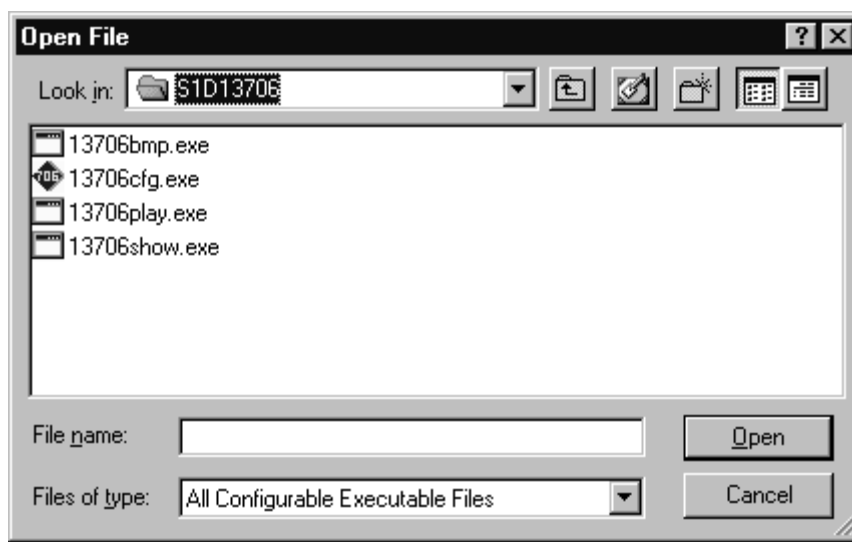 Open File
Look in: S1D13706
13706bmp.exe
706
13706cfg.exe
13706play.exe
13706show.exe
File name:
Open
Files of type: All Configurable Executable Files
Cancel